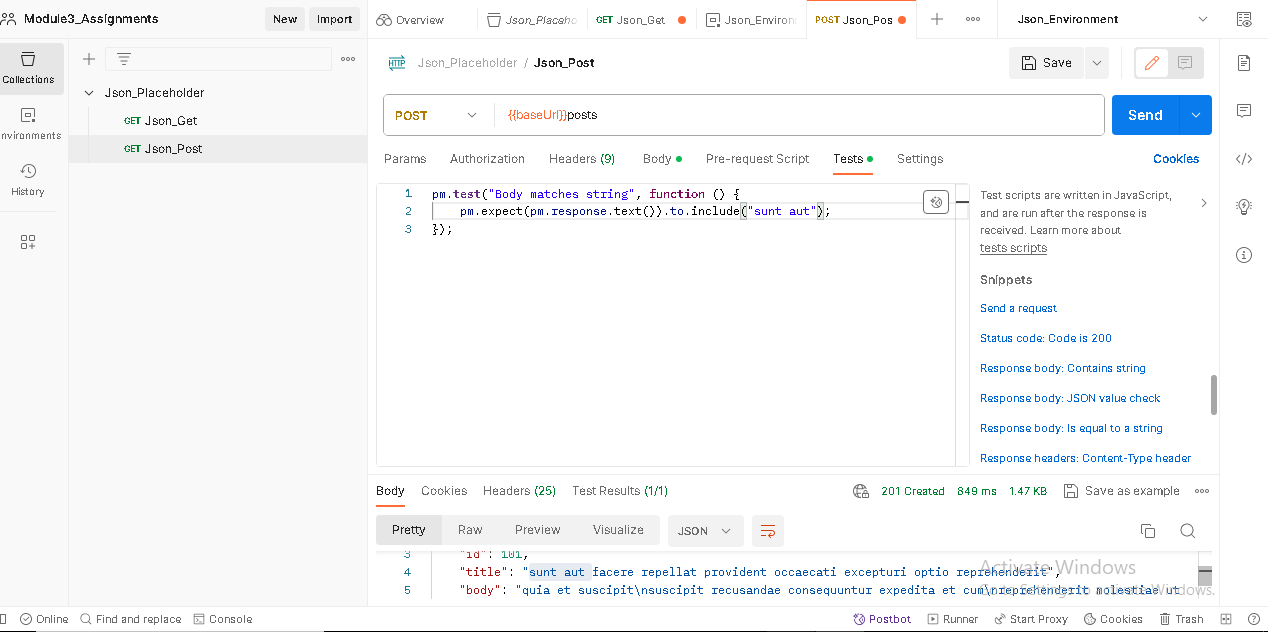 Module3_Assignments New Import Overview Json_Placeho GET Json_Get Json_Environ POST Json_Pos Json_Environment
Collections
Json_Placeholder / Json_Post Save
Json_Placeholder
POST {{baseUrl}}posts Send
GET Json_Get
nvironments
GET Json_Post
Params Authorization Headers (9) Body Pre-request Script Tests Settings Cookies
History
1 pm.test("Body matches string", function () {
2 pm.expect(pm.response.text()).to.include("sunt aut");
3 });
Test scripts are written in JavaScript,
and are run after the response is
received. Learn more about
tests scripts
Snippets
Send a request
Status code: Code is 200
Response body: Contains string
Response body: JSON value check
Response body: Is equal to a string
Response headers: Content-Type header
Body Cookies Headers (25) Test Results (1/1) 201 Created 849 ms 1.47 KB Save as example
Pretty Raw Preview Visualize JSON
3 "id": 101,
4 "title": "sunt aut facere repellat provident occaecati excepturi optio reprehenderit",
5 "body": "quia et suscipit\nsuscipit recusandae consequuntur expedita et cum\nreprehenderit molestiae ut
Activate Windows
Go to Settings to activate Windows.
Online Find and replace Console Postbot Runner Start Proxy Cookies Trash